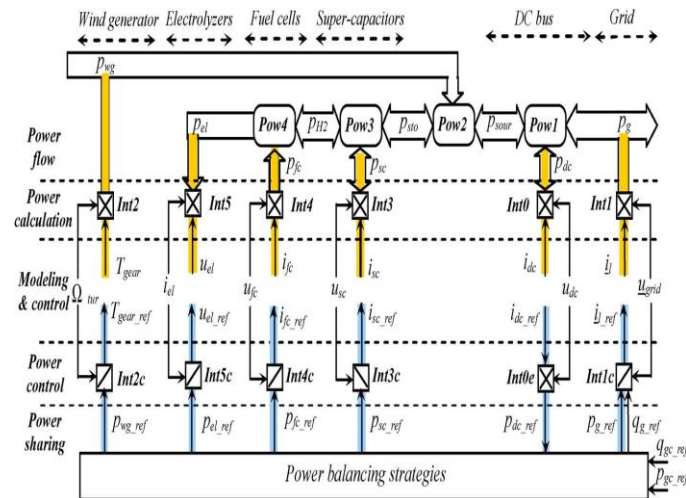 Wind generator Electrolyzers Fuel cells Super-capacitors DC bus Grid
p_wg
p_el Pow4 p_H2 Pow3 p_sto Pow2 p_sour Pow1 p_g
Power flow
p_fc p_sc p_dc
Power calculation
Int2 Int5 Int4 Int3 Int0 Int1
T_gear u_el i_fc i_sc i_dc i_l
Modeling & control
Ω_tur i_el u_fc u_sc u_dc u_grid
T_gear_ref u_el_ref i_fc_ref i_sc_ref i_dc_ref i_l_ref
Power control
Int2c Int5c Int4c Int3c Int0e Int1c
Power sharing
p_wg_ref p_el_ref p_fc_ref p_sc_ref p_dc_ref p_g_ref q_g_ref
Power balancing strategies
q_gc_ref
p_gc_ref